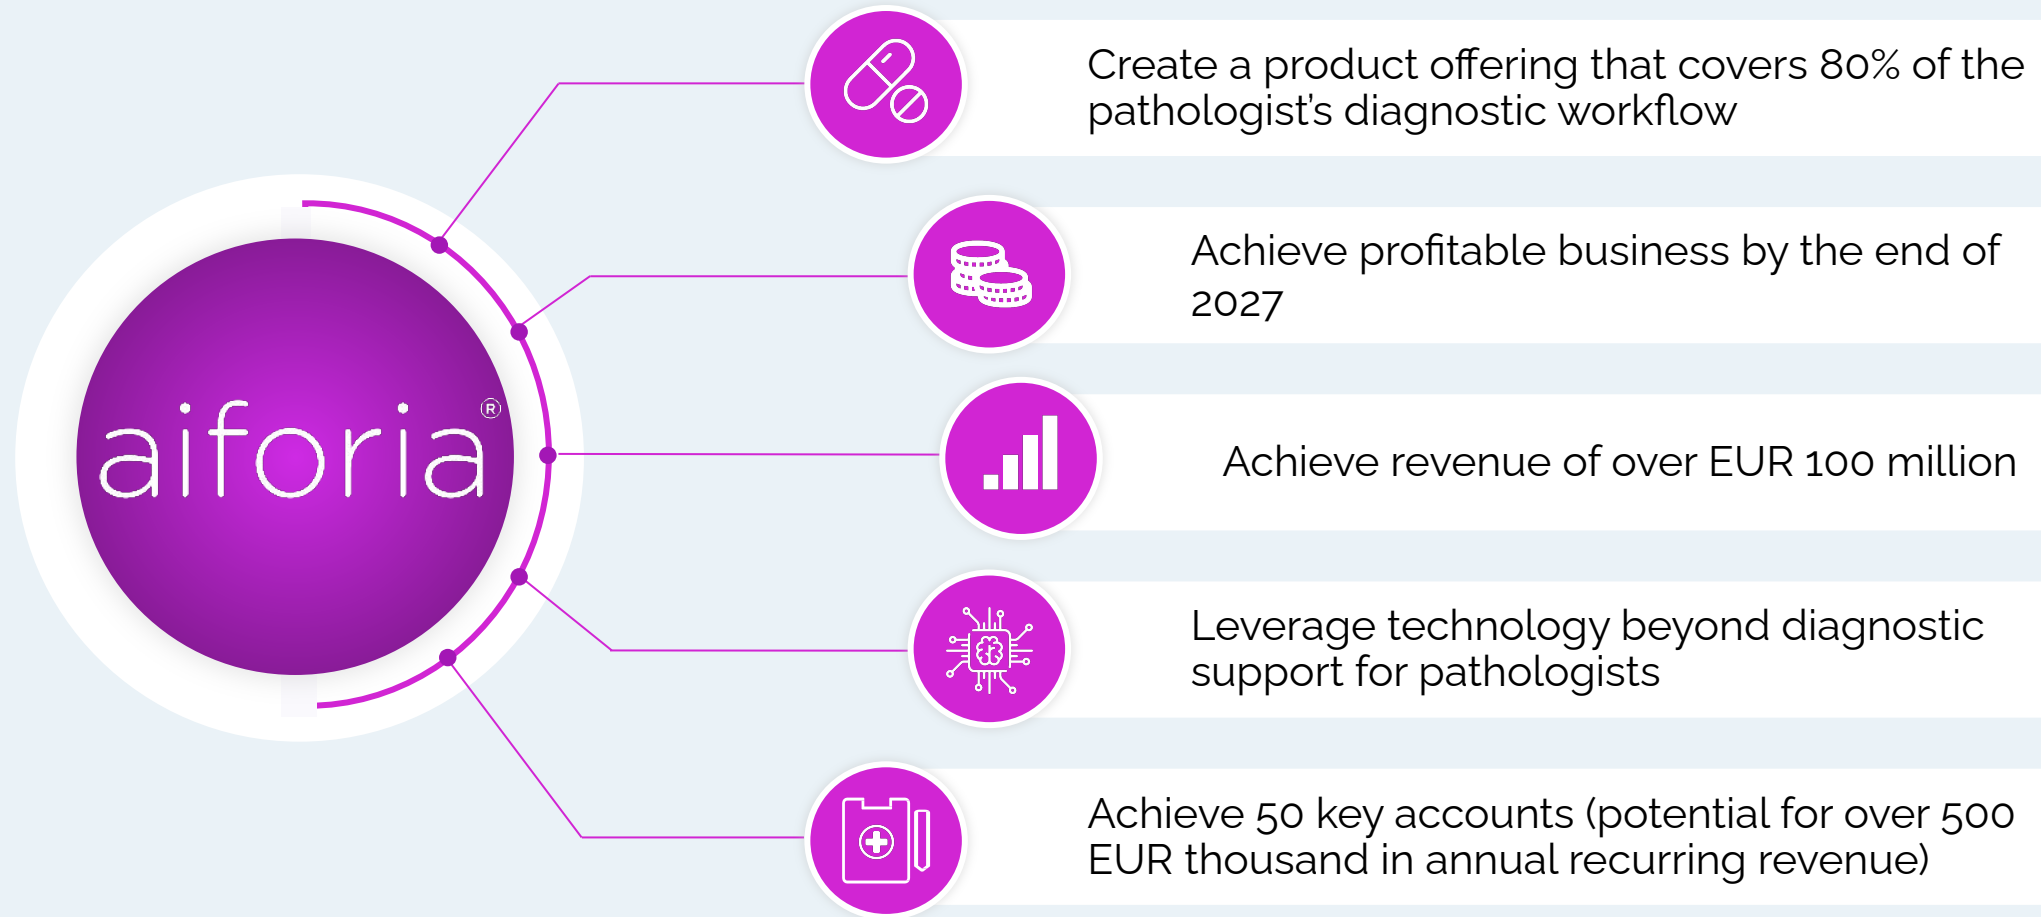 Create a product offering that covers 80% of the
pathologist's diagnostic workflow
Achieve profitable business by the end of
2027
aiforia®
Achieve revenue of over EUR 100 million
Leverage technology beyond diagnostic
support for pathologists
Achieve 50 key accounts (potential for over 500
EUR thousand in annual recurring revenue)